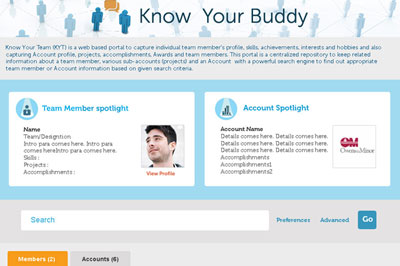 Know Your Buddy
Know Your Team (KYT) is a web based portal to capture individual team member's profile, skills, achievements, interests and hobbies and also
capturing Account profile, projects, accomplishments. Awards and team members. This portal is a centralized repository to keep related
information about a team member, various sub-accounts (projects) and an Account with a powerful search engine to find out appropriate
team member or Account information based on given search criteria.
Team Member spotlight
Name
Team/Designtion
Intro para comes here. Intro para
comes hereIntro para comes here.
Skills :
Projects :
Accomplishments :
View Profile
Account Spotlight
Account Name
Details comes here. Details comes here.
Details comes here. Details comes here.
Details comes here. Details comes here.
Accomplishments
Accomplishments1
Accomplishments2
OM
Owens&Minor
Search
Preferences
Advanced
Go
Members (2)
Accounts (6)